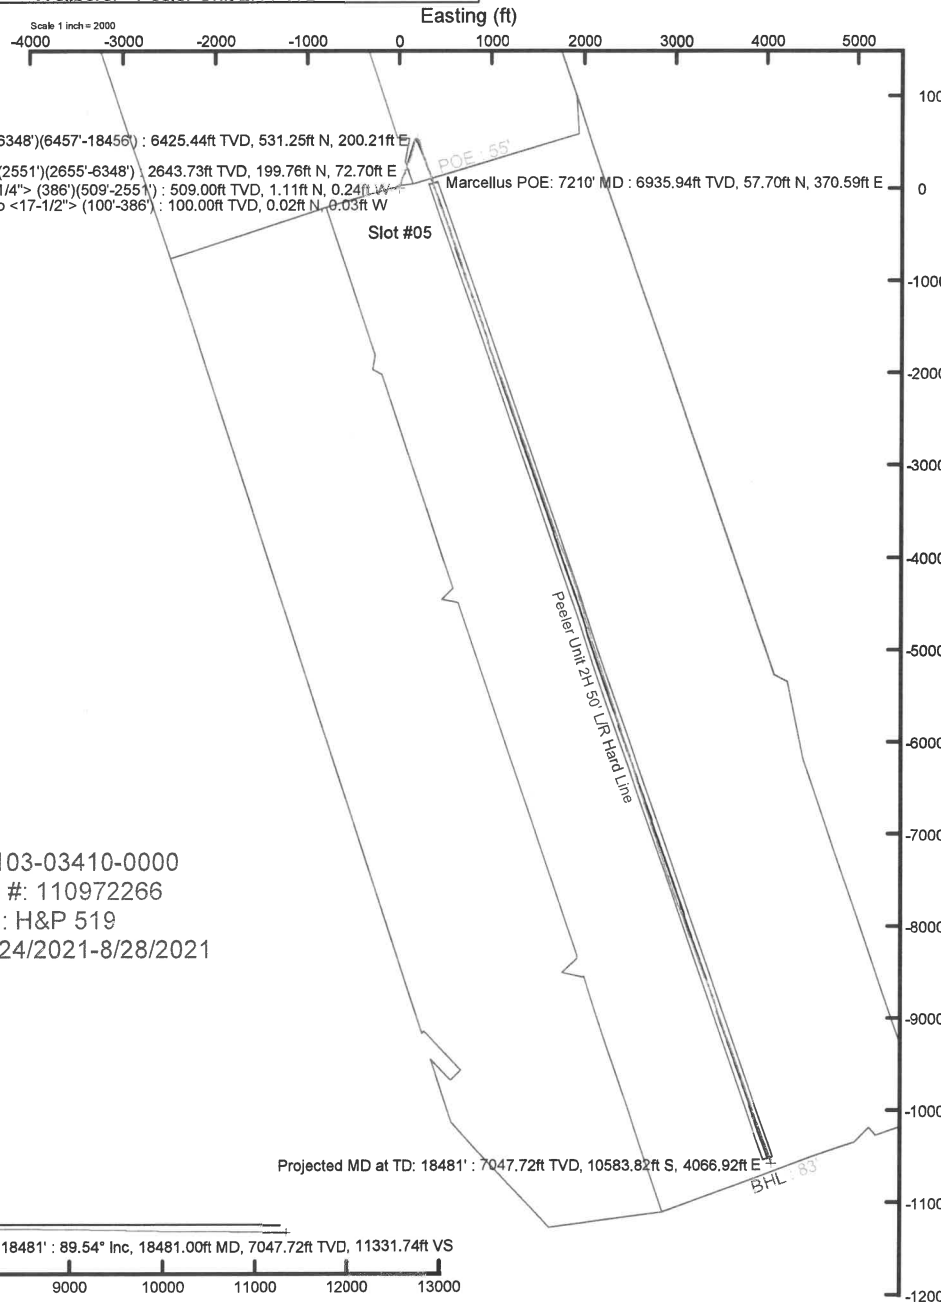 Easting (ft)
Scale 1 inch = 2000
-4000 -3000 -2000 -1000 0 1000 2000 3000 4000 5000
100
6348')(6457'-18456') : 6425.44ft TVD, 531.25ft N, 200.21ft E
POE : 55'
(2551')(2655'-6348') : 2643.73ft TVD, 199.76ft N, 72.70ft E
Marcellus POE: 7210' MD : 6935.94ft TVD, 57.70ft N, 370.59ft E
0
1/4"> (386')(509'-2551') : 509.00ft TVD, 1.11ft N, 0.24ft W
<17-1/2"> (100'-386') : 100.00ft TVD, 0.02ft N, 0.03ft W
Slot #05
-1000
-2000
-3000
-4000
-5000
Peeler Unit 2H 50' L/R Hard Line
-6000
-7000
103-03410-0000
#: 110972266
: H&P 519
24/2021-8/28/2021
-8000
-9000
-1000
Projected MD at TD: 18481' : 7047.72ft TVD, 10583.82ft S, 4066.92ft E
BHL : 83'
-1100
18481' : 89.54° Inc, 18481.00ft MD, 7047.72ft TVD, 11331.74ft VS
9000 10000 11000 12000 13000
-1200